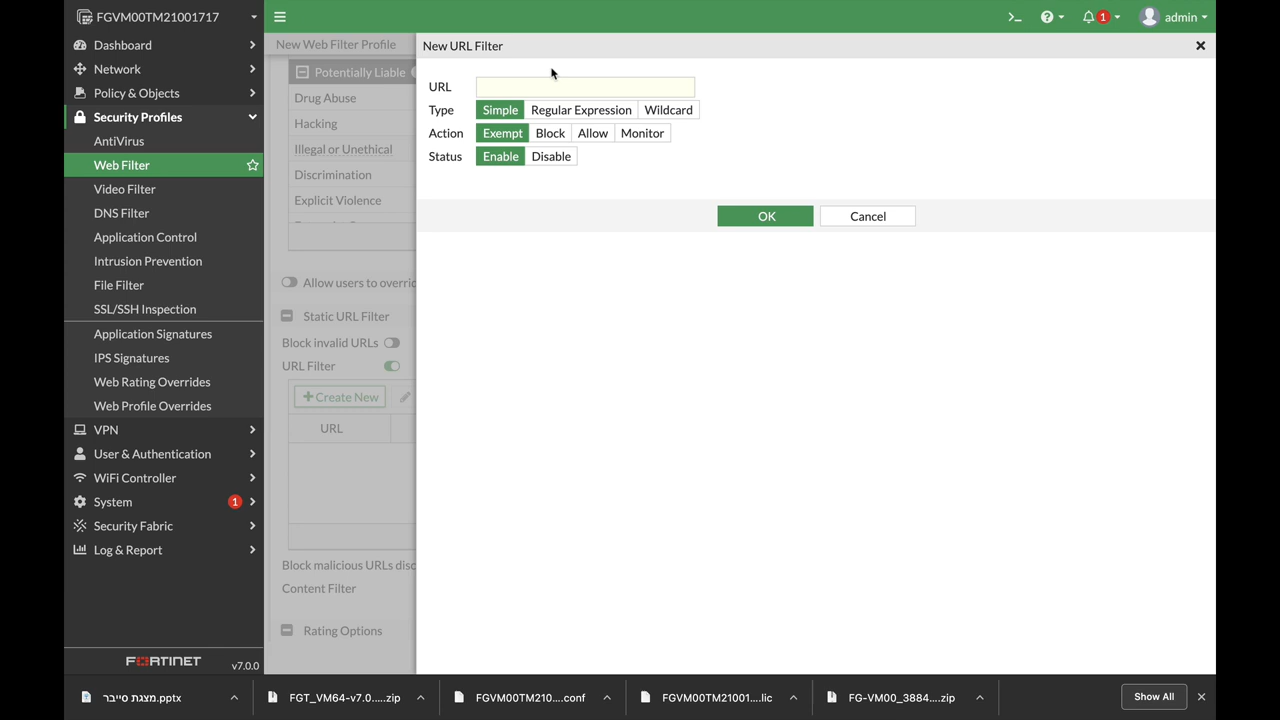 FGVM00TM21001717
1
admin
Dashboard
Network
Policy & Objects
Security Profiles
AntiVirus
Web Filter
Video Filter
DNS Filter
Application Control
Intrusion Prevention
File Filter
SSL/SSH Inspection
Application Signatures
IPS Signatures
Web Rating Overrides
Web Profile Overrides
VPN
User & Authentication
WiFi Controller
System 1
Security Fabric
Log & Report
FORTINET v7.0.0
New Web Filter Profile
Potentially Liable
Drug Abuse
Hacking
Illegal or Unethical
Discrimination
Explicit Violence
Allow users to overric
Static URL Filter
Block invalid URLs
URL Filter
Create New
URL
Block malicious URLs disc
Content Filter
Rating Options
New URL Filter
URL
Type Simple Regular Expression Wildcard
Action Exempt Block Allow Monitor
Status Enable Disable
OK Cancel
מצגת סייבר.pptx
FGT_VM64-v7.0.....zip
FGVM00TM210....conf
FGVM00TM21001...lic
FG-VM00_3884....zip
Show All